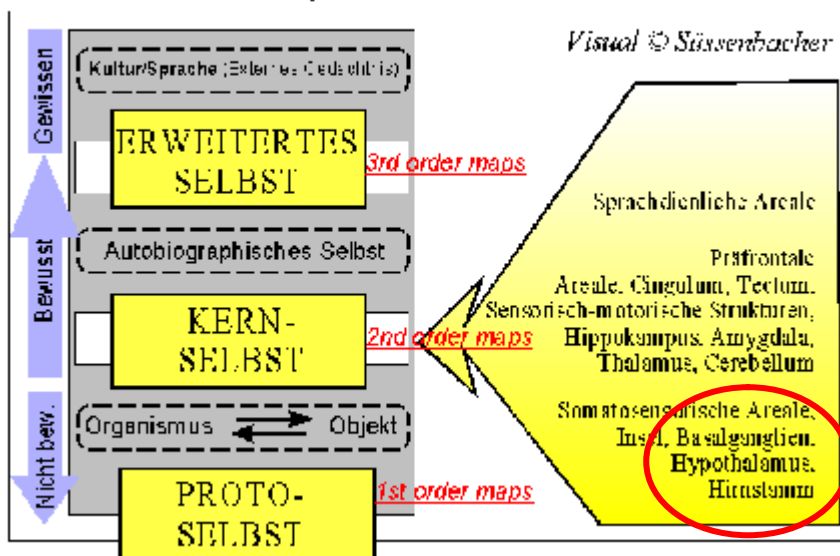 Visual © Süssenbacher
Gewissen
Kultur/Sprache (Externes Gedächtnis)
ERWEITERTES
SELBST
3rd order maps
Sprachdienliche Areale
Bewusst
Autobiographisches Selbst
Präfrontale
Areale, Cingulum, Tectum,
Sensorisch-motorische Strukturen,
Hippokampus, Amygdala,
Thalamus, Cerebellum
KERN-
SELBST
2nd order maps
Somatosensorische Areale,
Insel, Basalganglien,
Hypothalamus,
Hirnstamm
Nicht bew.
Organismus Objekt
PROTO-
SELBST
1st order maps